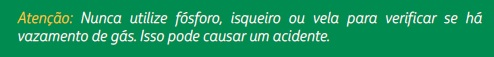 Atenção: Nunca utilize fósforo, isqueiro ou vela para verificar se há
vazamento de gás. Isso pode causar um acidente.